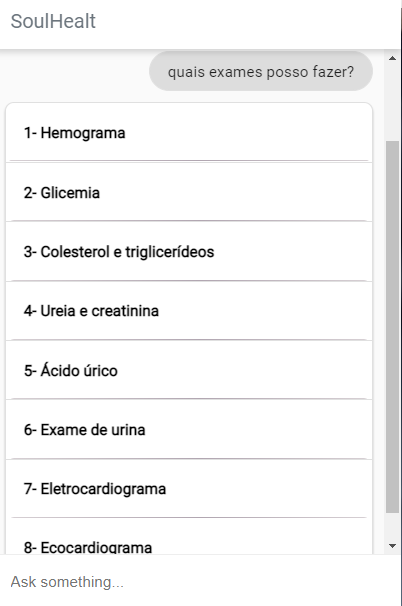 SoulHealt
quais exames posso fazer?
1- Hemograma
2- Glicemia
3- Colesterol e triglicerídeos
4- Ureia e creatinina
5- Ácido úrico
6- Exame de urina
7- Eletrocardiograma
8- Ecocardiograma
Ask something...